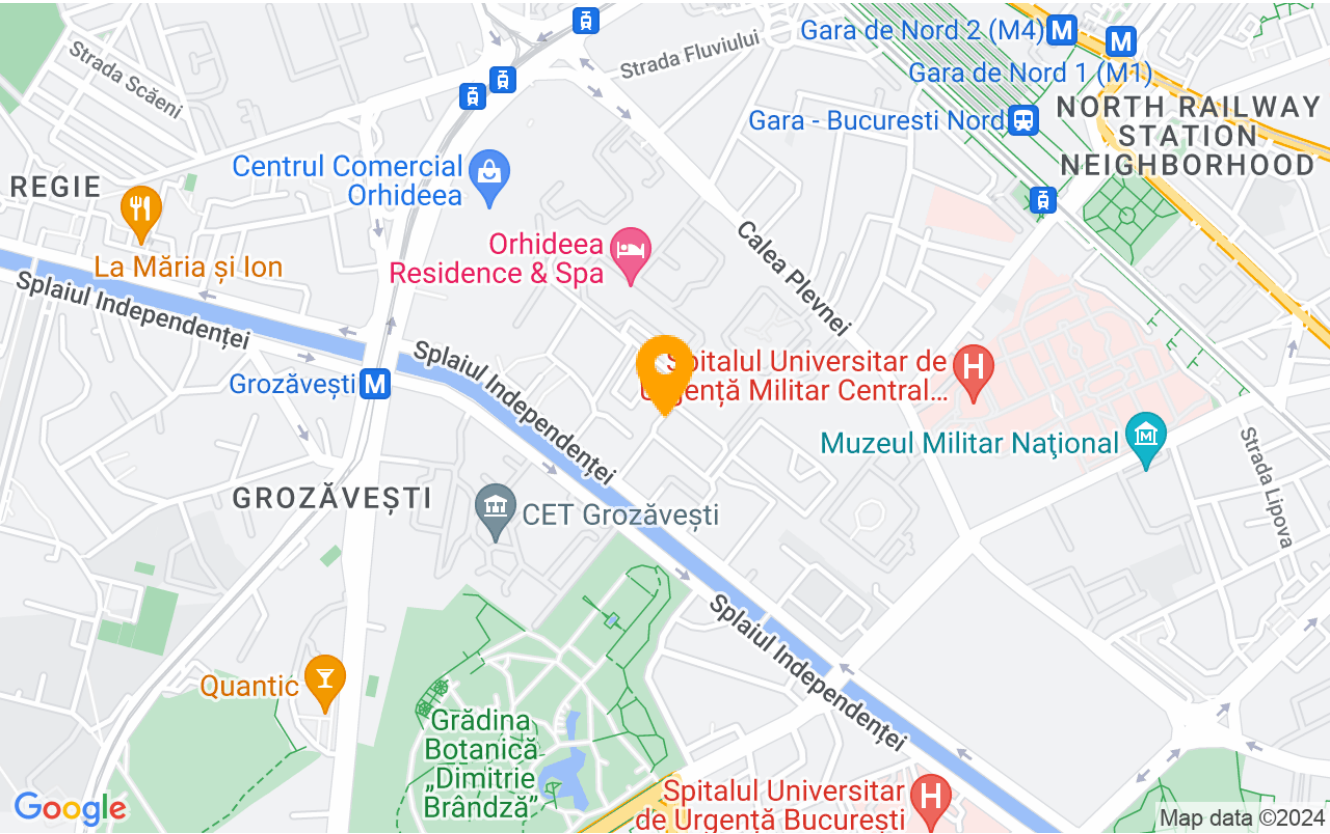 Gara de Nord 2 (M4)
M
M
Strada Fluviului
Strada Scăeni
Gara de Nord 1 (M1)
Gara - Bucuresti Nord
NORTH RAILWAY
STATION
NEIGHBORHOOD
Centrul Comercial
Orhideea
REGIE
Orhideea
Residence & Spa
La Măria și Ion
Calea Plevnei
Splaiul Independenței
Splaiul Independenței
Spitalul Universitar de
Urgență Militar Central...
H
Grozăvești
M
Muzeul Militar Naţional
M
Strada Lipova
GROZĂVEȘTI
CET Grozăvești
Splaiul Independenței
Quantic
Grădina
Botanică
„Dimitrie
Brândză”
Spitalul Universitar
de Urgență București
H
Google
Map data ©2024